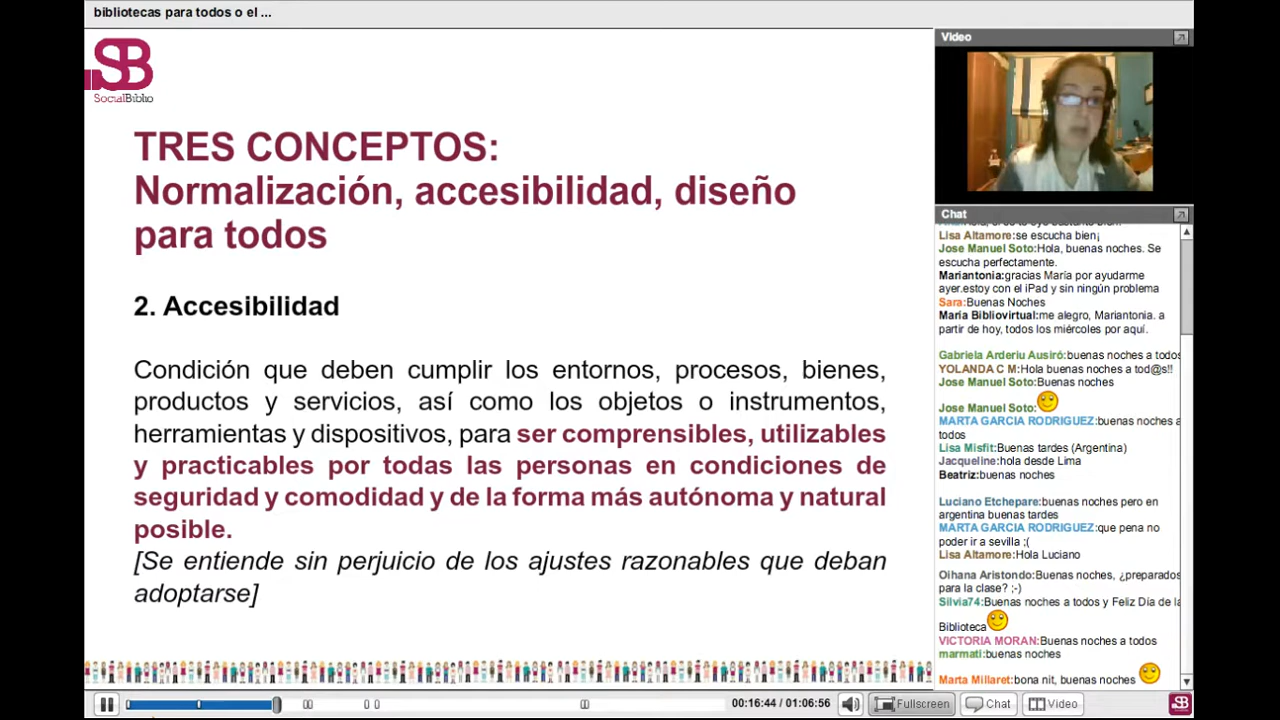 bibliotecas para todos o el ...
SB
SocialBiblio
TRES CONCEPTOS:
Normalización, accesibilidad, diseño
para todos
2. Accesibilidad
Condición que deben cumplir los entornos, procesos, bienes,
productos y servicios, así como los objetos o instrumentos,
herramientas y dispositivos, para ser comprensibles, utilizables
y practicables por todas las personas en condiciones de
seguridad y comodidad y de la forma más autónoma y natural
posible.
[Se entiende sin perjuicio de los ajustes razonables que deban
adoptarse]
Video
Chat
Lisa Altamore:se escucha bien¡
Jose Manuel Soto:Hola, buenas noches. Se
escucha perfectamente.
Mariantonia:gracias María por ayudarme
ayer.estoy con el iPad y sin ningún problema
Sara:Buenas Noches
María Bibliovirtual:me alegro, Mariantonia. a
partir de hoy, todos los miércoles por aquí.
Gabriela Arderiu Ausiró:buenas noches a todos
YOLANDA C M:Hola buenas noches a tod@s!!
Jose Manuel Soto:Buenas noches
Jose Manuel Soto:
MARTA GARCIA RODRIGUEZ:buenas noches a
todos
Lisa Misfit:Buenas tardes (Argentina)
Jacqueline:hola desde Lima
Beatriz:buenas noches
Luciano Etchepare:buenas noches pero en
argentina buenas tardes
MARTA GARCIA RODRIGUEZ:que pena no
poder ir a sevilla ;(
Lisa Altamore:Hola Luciano
Oihana Aristondo:Buenas noches, ¿preparados
para la clase? ;-)
Silvia74:Buenas noches a todos y Feliz Día de la
Biblioteca
VICTORIA MORAN:Buenas noches a todos
marmati:buenas noches
Marta Millaret:bona nit, buenas noches
00:16:44 / 01:06:56
Fullscreen
Chat
Video
SB